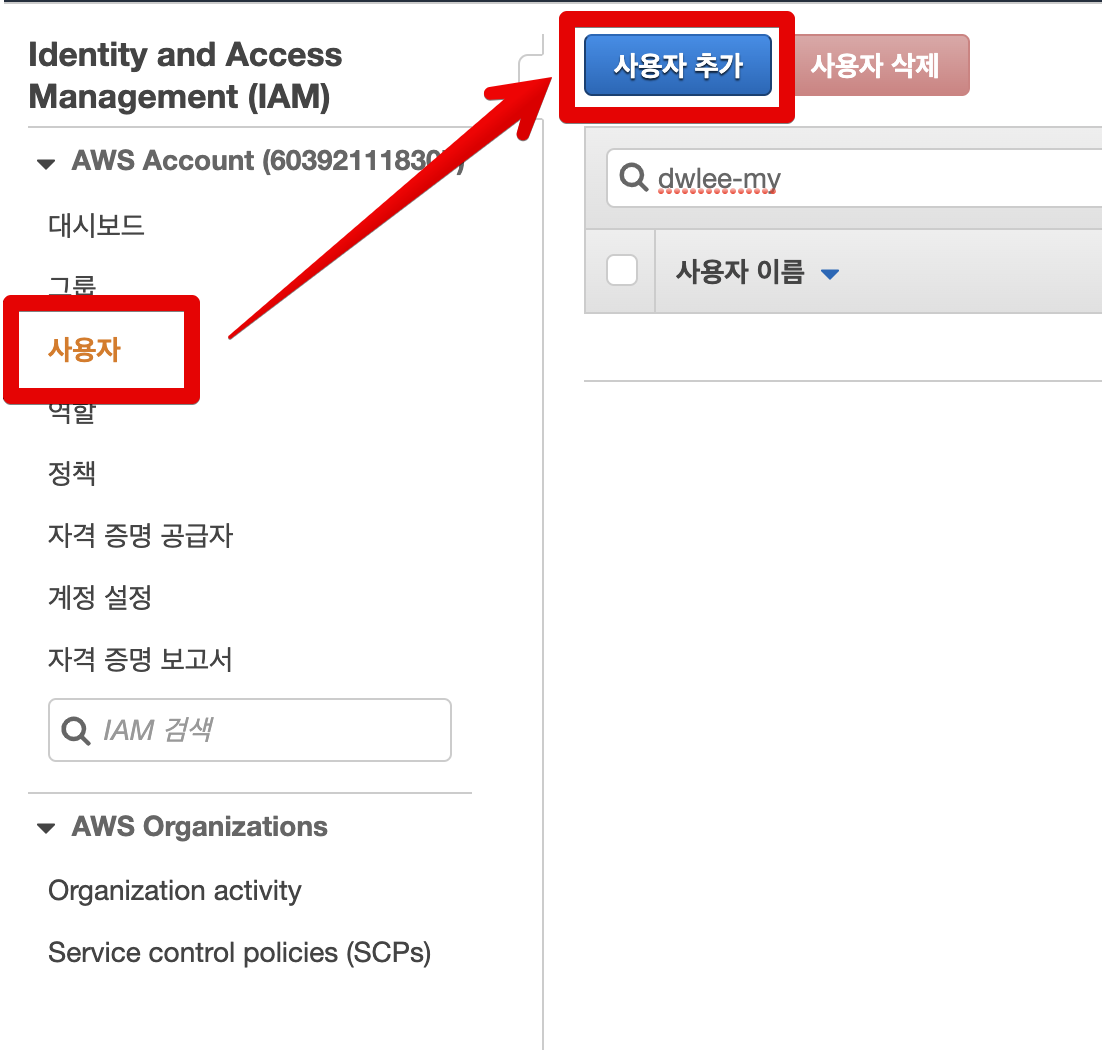 Identity and Access
Management (IAM)
AWS Account (60392111830
대시보드
그룹
사용자
역할
정책
자격 증명 공급자
계정 설정
자격 증명 보고서
IAM 검색
AWS Organizations
Organization activity
Service control policies (SCPs)
사용자 추가
사용자 삭제
dwlee-my
사용자 이름